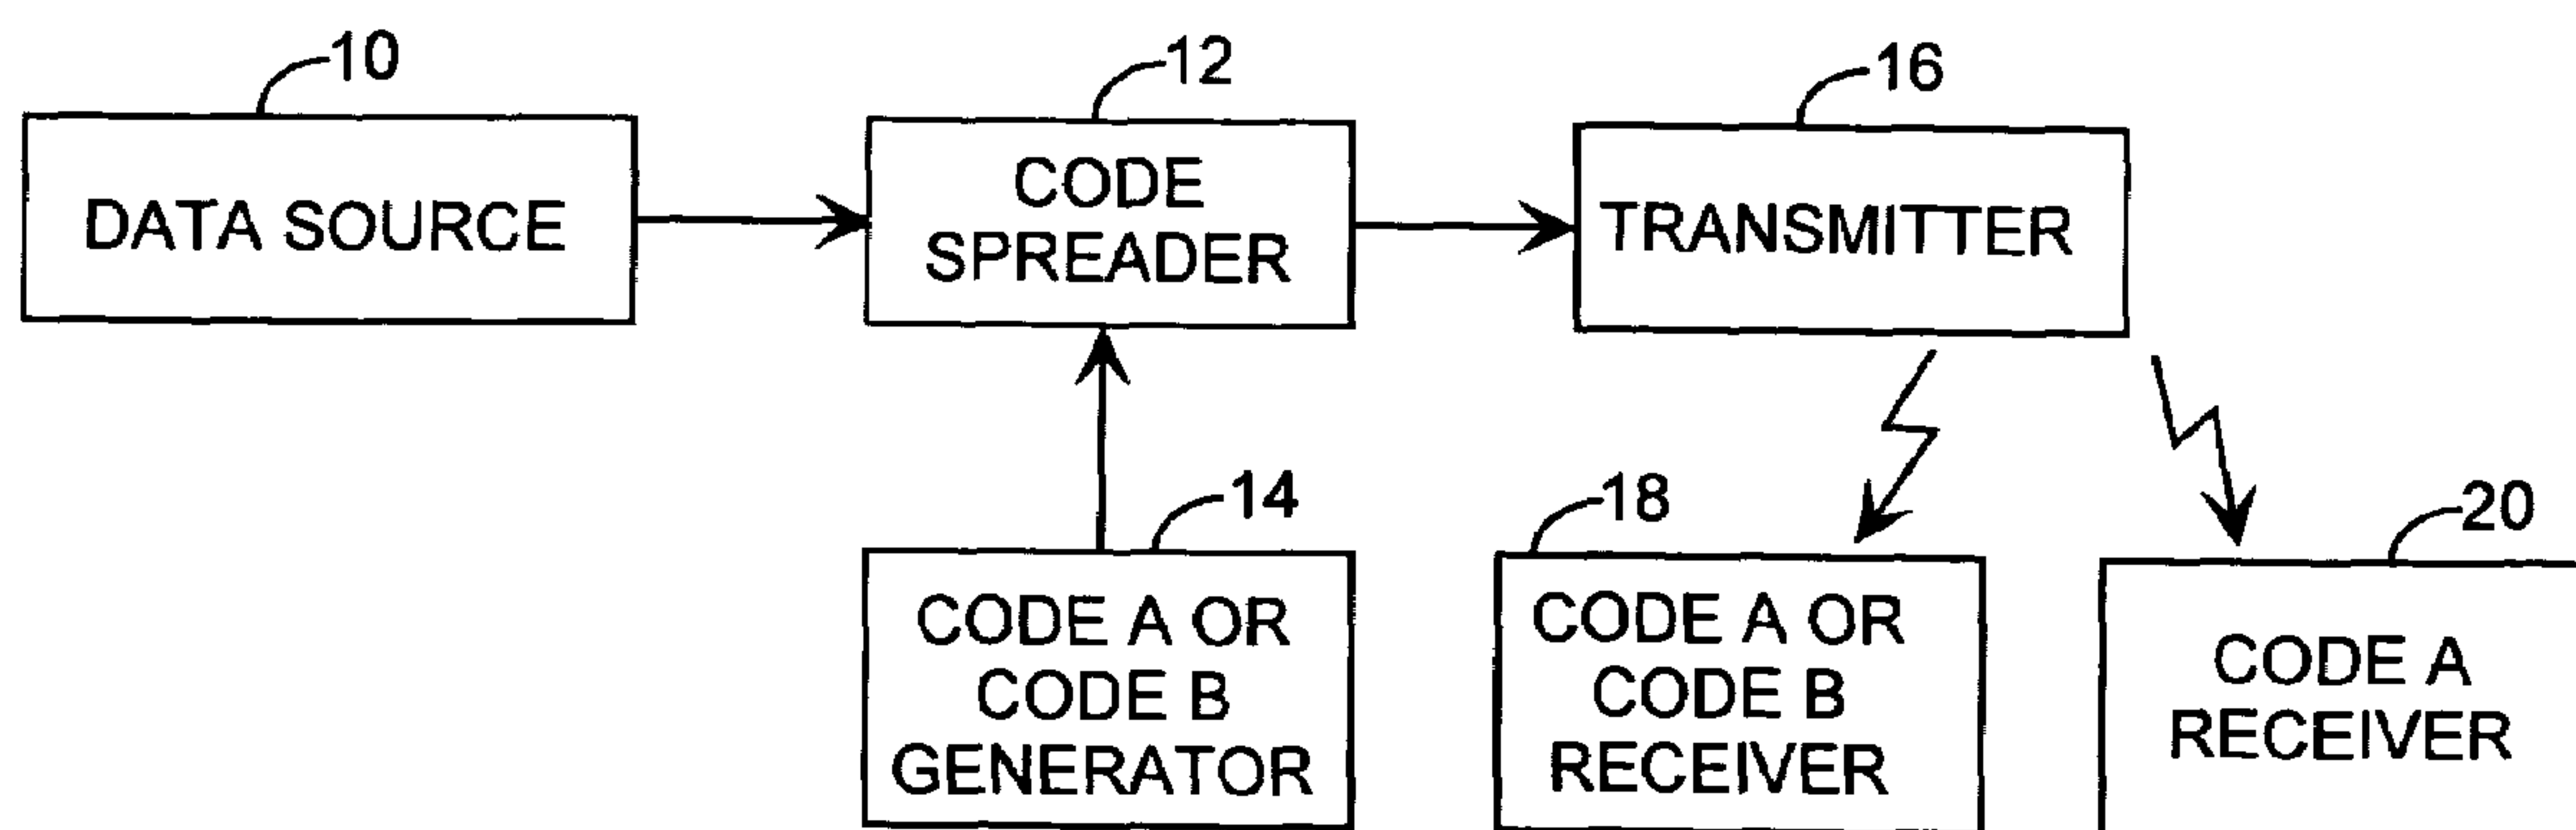 10
12
16
DATA SOURCE
CODE
SPREADER
TRANSMITTER
14
18
20
CODE A OR
CODE B
GENERATOR
CODE A OR
CODE B
RECEIVER
CODE A
RECEIVER